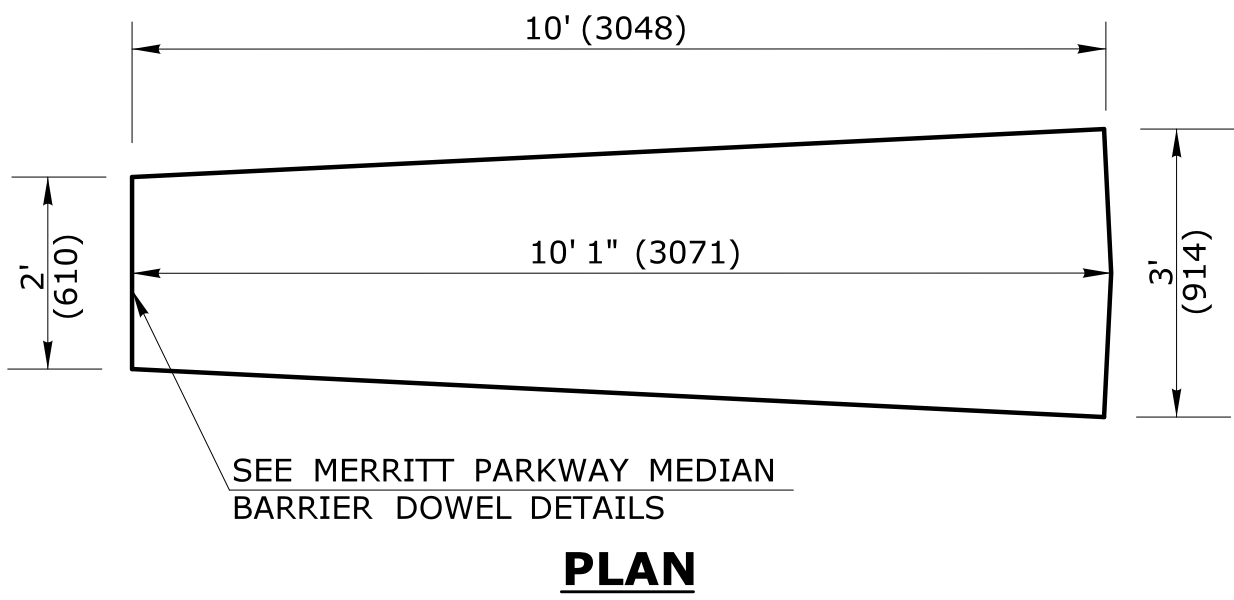 10' (3048)
2'
(610)
10' 1" (3071)
3'
(914)
SEE MERRITT PARKWAY MEDIAN
BARRIER DOWEL DETAILS
PLAN